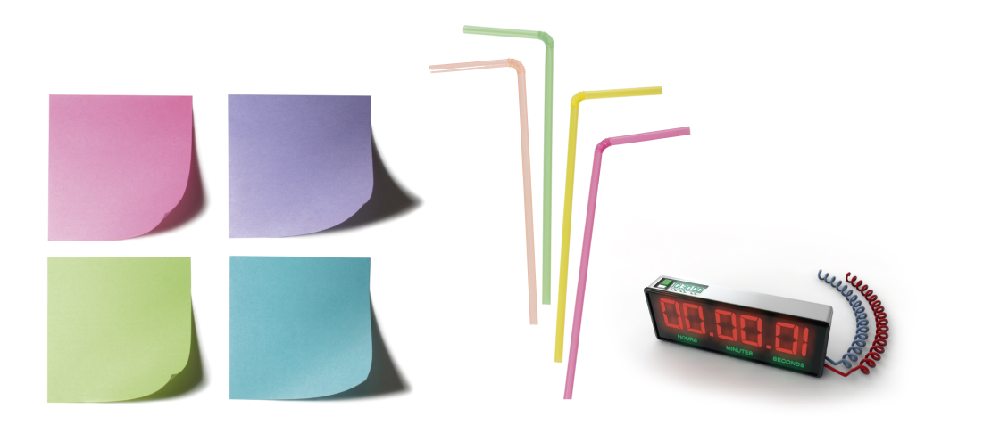 00.00.01
HOURS
MINUTES
SECONDS